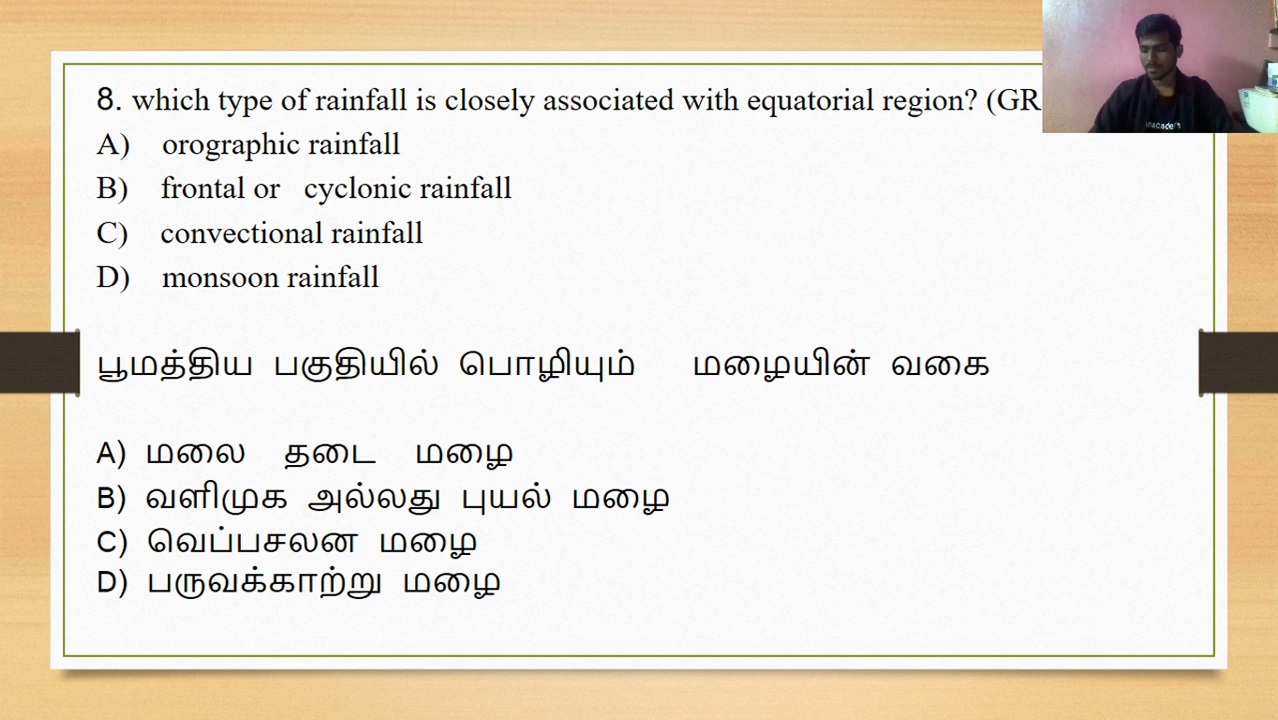 8. which type of rainfall is closely associated with equatorial region? (GR
A) orographic rainfall
B) frontal or cyclonic rainfall
C) convectional rainfall
D) monsoon rainfall
பூமத்திய பகுதியில் பொழியும் மழையின் வகை
A) மலை தடை மழை
B) வளிமுக அல்லது புயல் மழை
C) வெப்பசலன மழை
D) பருவக்காற்று மழை